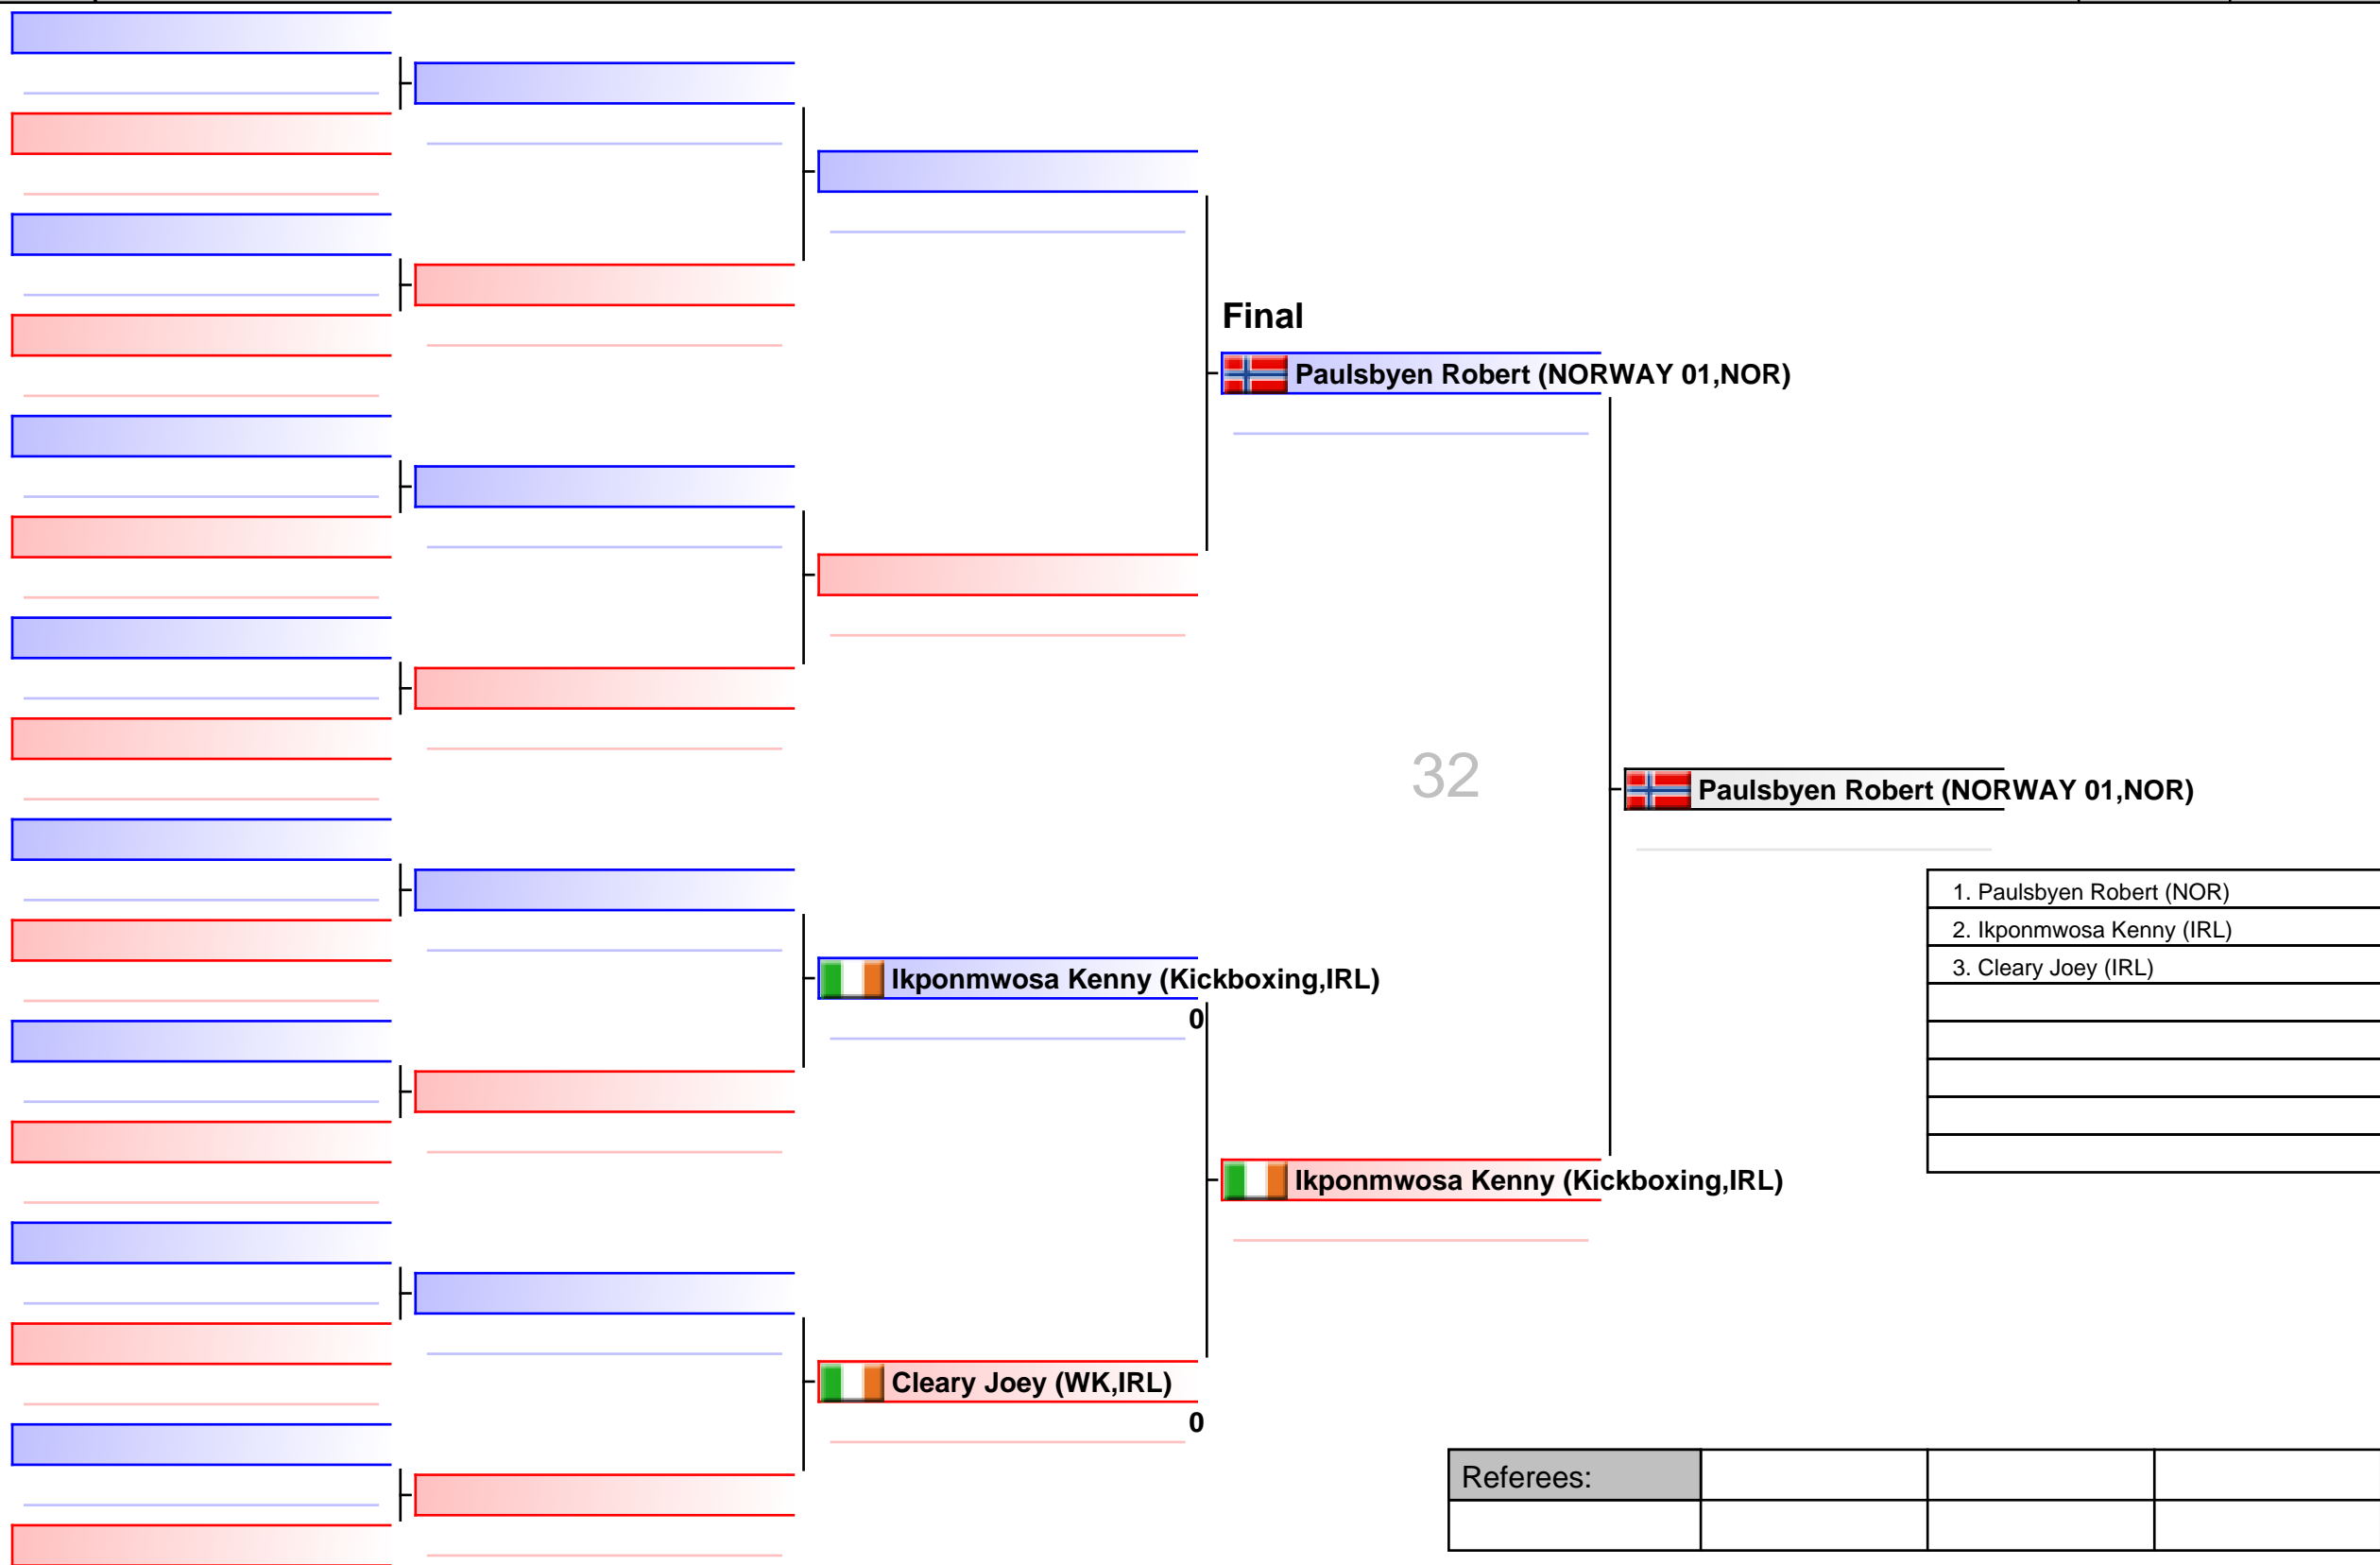 Final
Paulsbyen Robert (NORWAY 01,NOR)
32
Paulsbyen Robert (NORWAY 01,NOR)
1. Paulsbyen Robert (NOR)
2. Ikponmwosa Kenny (IRL)
3. Cleary Joey (IRL)
Ikponmwosa Kenny (Kickboxing,IRL)
0
Ikponmwosa Kenny (Kickboxing,IRL)
Cleary Joey (WK,IRL)
0
Referees: